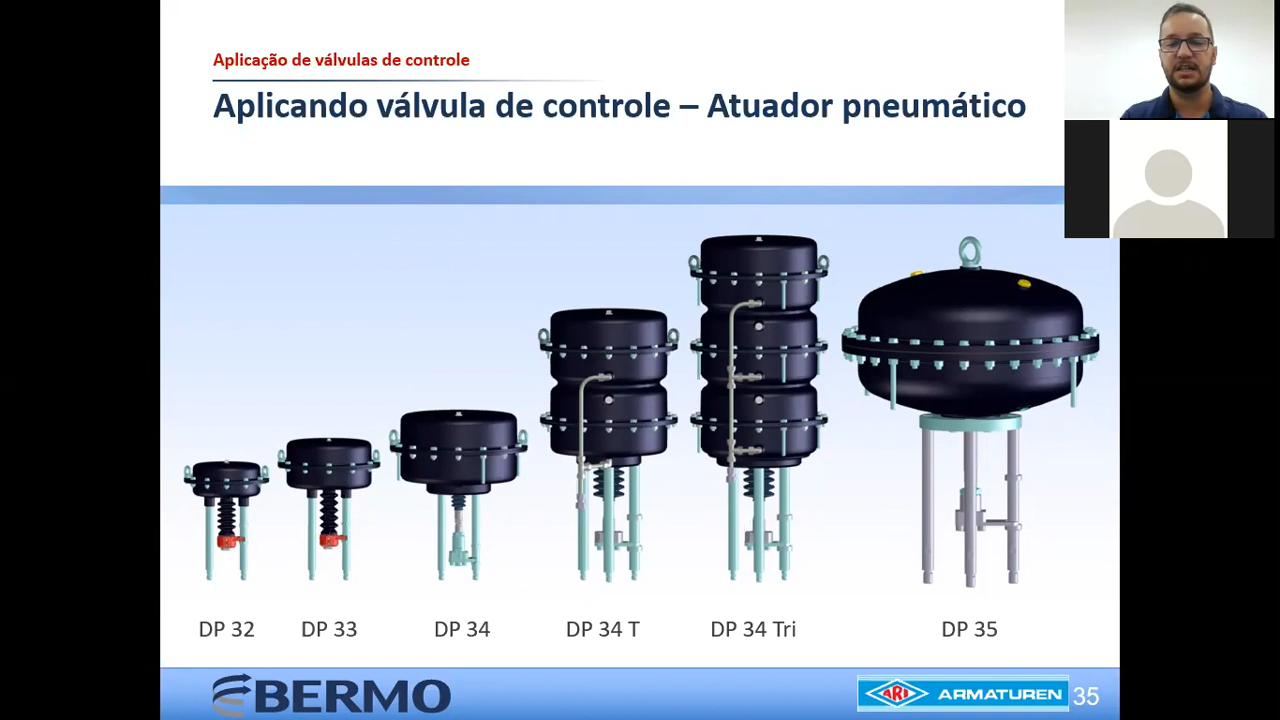 Aplicação de válvulas de controle
Aplicando válvula de controle – Atuador pneumático
DP 32
DP 33
DP 34
DP 34 T
DP 34 Tri
DP 35
BERMO
ARI ARMATUREN
35